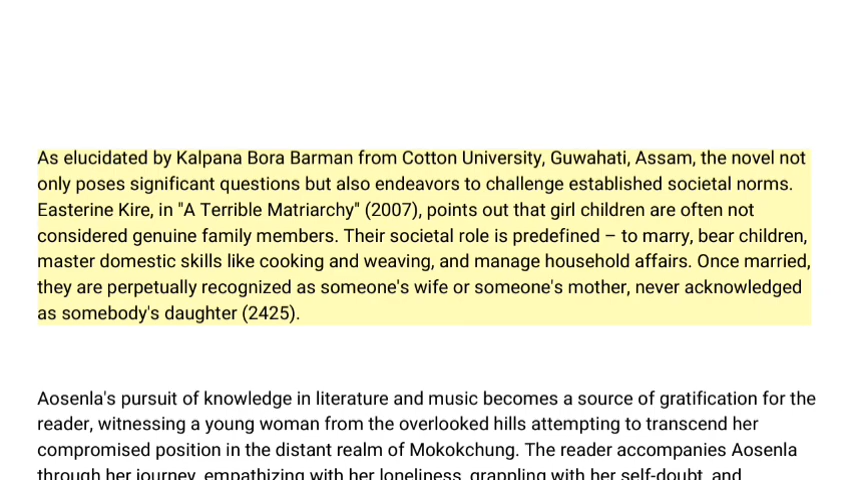 As elucidated by Kalpana Bora Barman from Cotton University, Guwahati, Assam, the novel not
only poses significant questions but also endeavors to challenge established societal norms.
Easterine Kire, in "A Terrible Matriarchy" (2007), points out that girl children are often not
considered genuine family members. Their societal role is predefined – to marry, bear children,
master domestic skills like cooking and weaving, and manage household affairs. Once married,
they are perpetually recognized as someone's wife or someone's mother, never acknowledged
as somebody's daughter (2425).
Aosenla's pursuit of knowledge in literature and music becomes a source of gratification for the
reader, witnessing a young woman from the overlooked hills attempting to transcend her
compromised position in the distant realm of Mokokchung. The reader accompanies Aosenla
through her journey, empathizing with her loneliness, grappling with her self-doubt, and